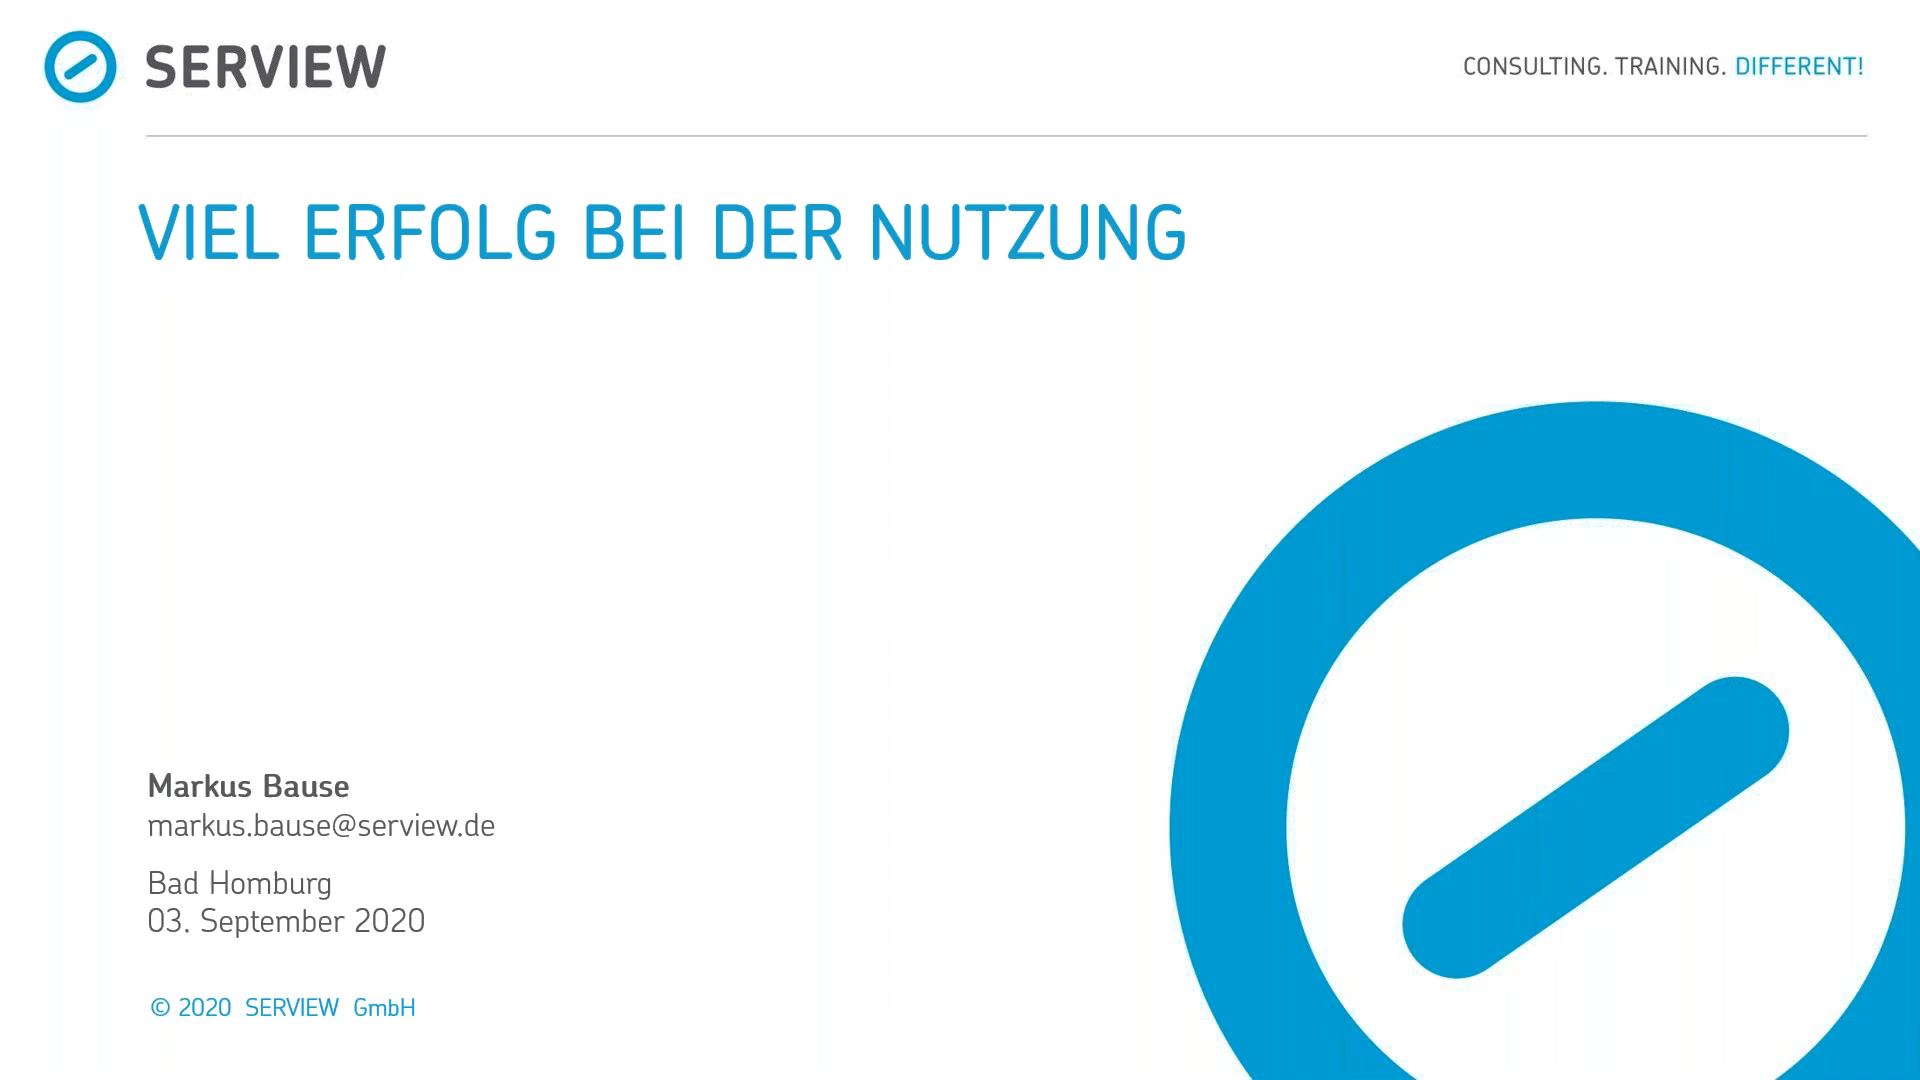 SERVIEW
CONSULTING. TRAINING. DIFFERENT!
VIEL ERFOLG BEI DER NUTZUNG
Markus Bause
markus.bause@serview.de
Bad Homburg
03. September 2020
© 2020 SERVIEW GmbH